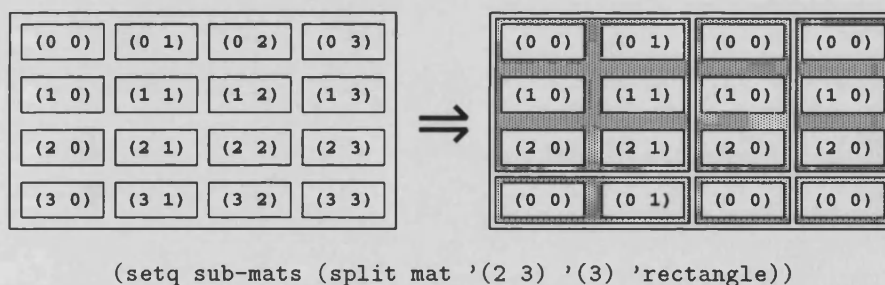 (0 0) (0 1) (0 2) (0 3) ⇒ (0 0) (0 1) (0 0) (0 0)
(1 0) (1 1) (1 2) (1 3) (1 0) (1 1) (1 0) (1 0)
(2 0) (2 1) (2 2) (2 3) (2 0) (2 1) (2 0) (2 0)
(3 0) (3 1) (3 2) (3 3) (0 0) (0 1) (0 0) (0 0)
(setq sub-mats (split mat '(2 3) '(3) 'rectangle))